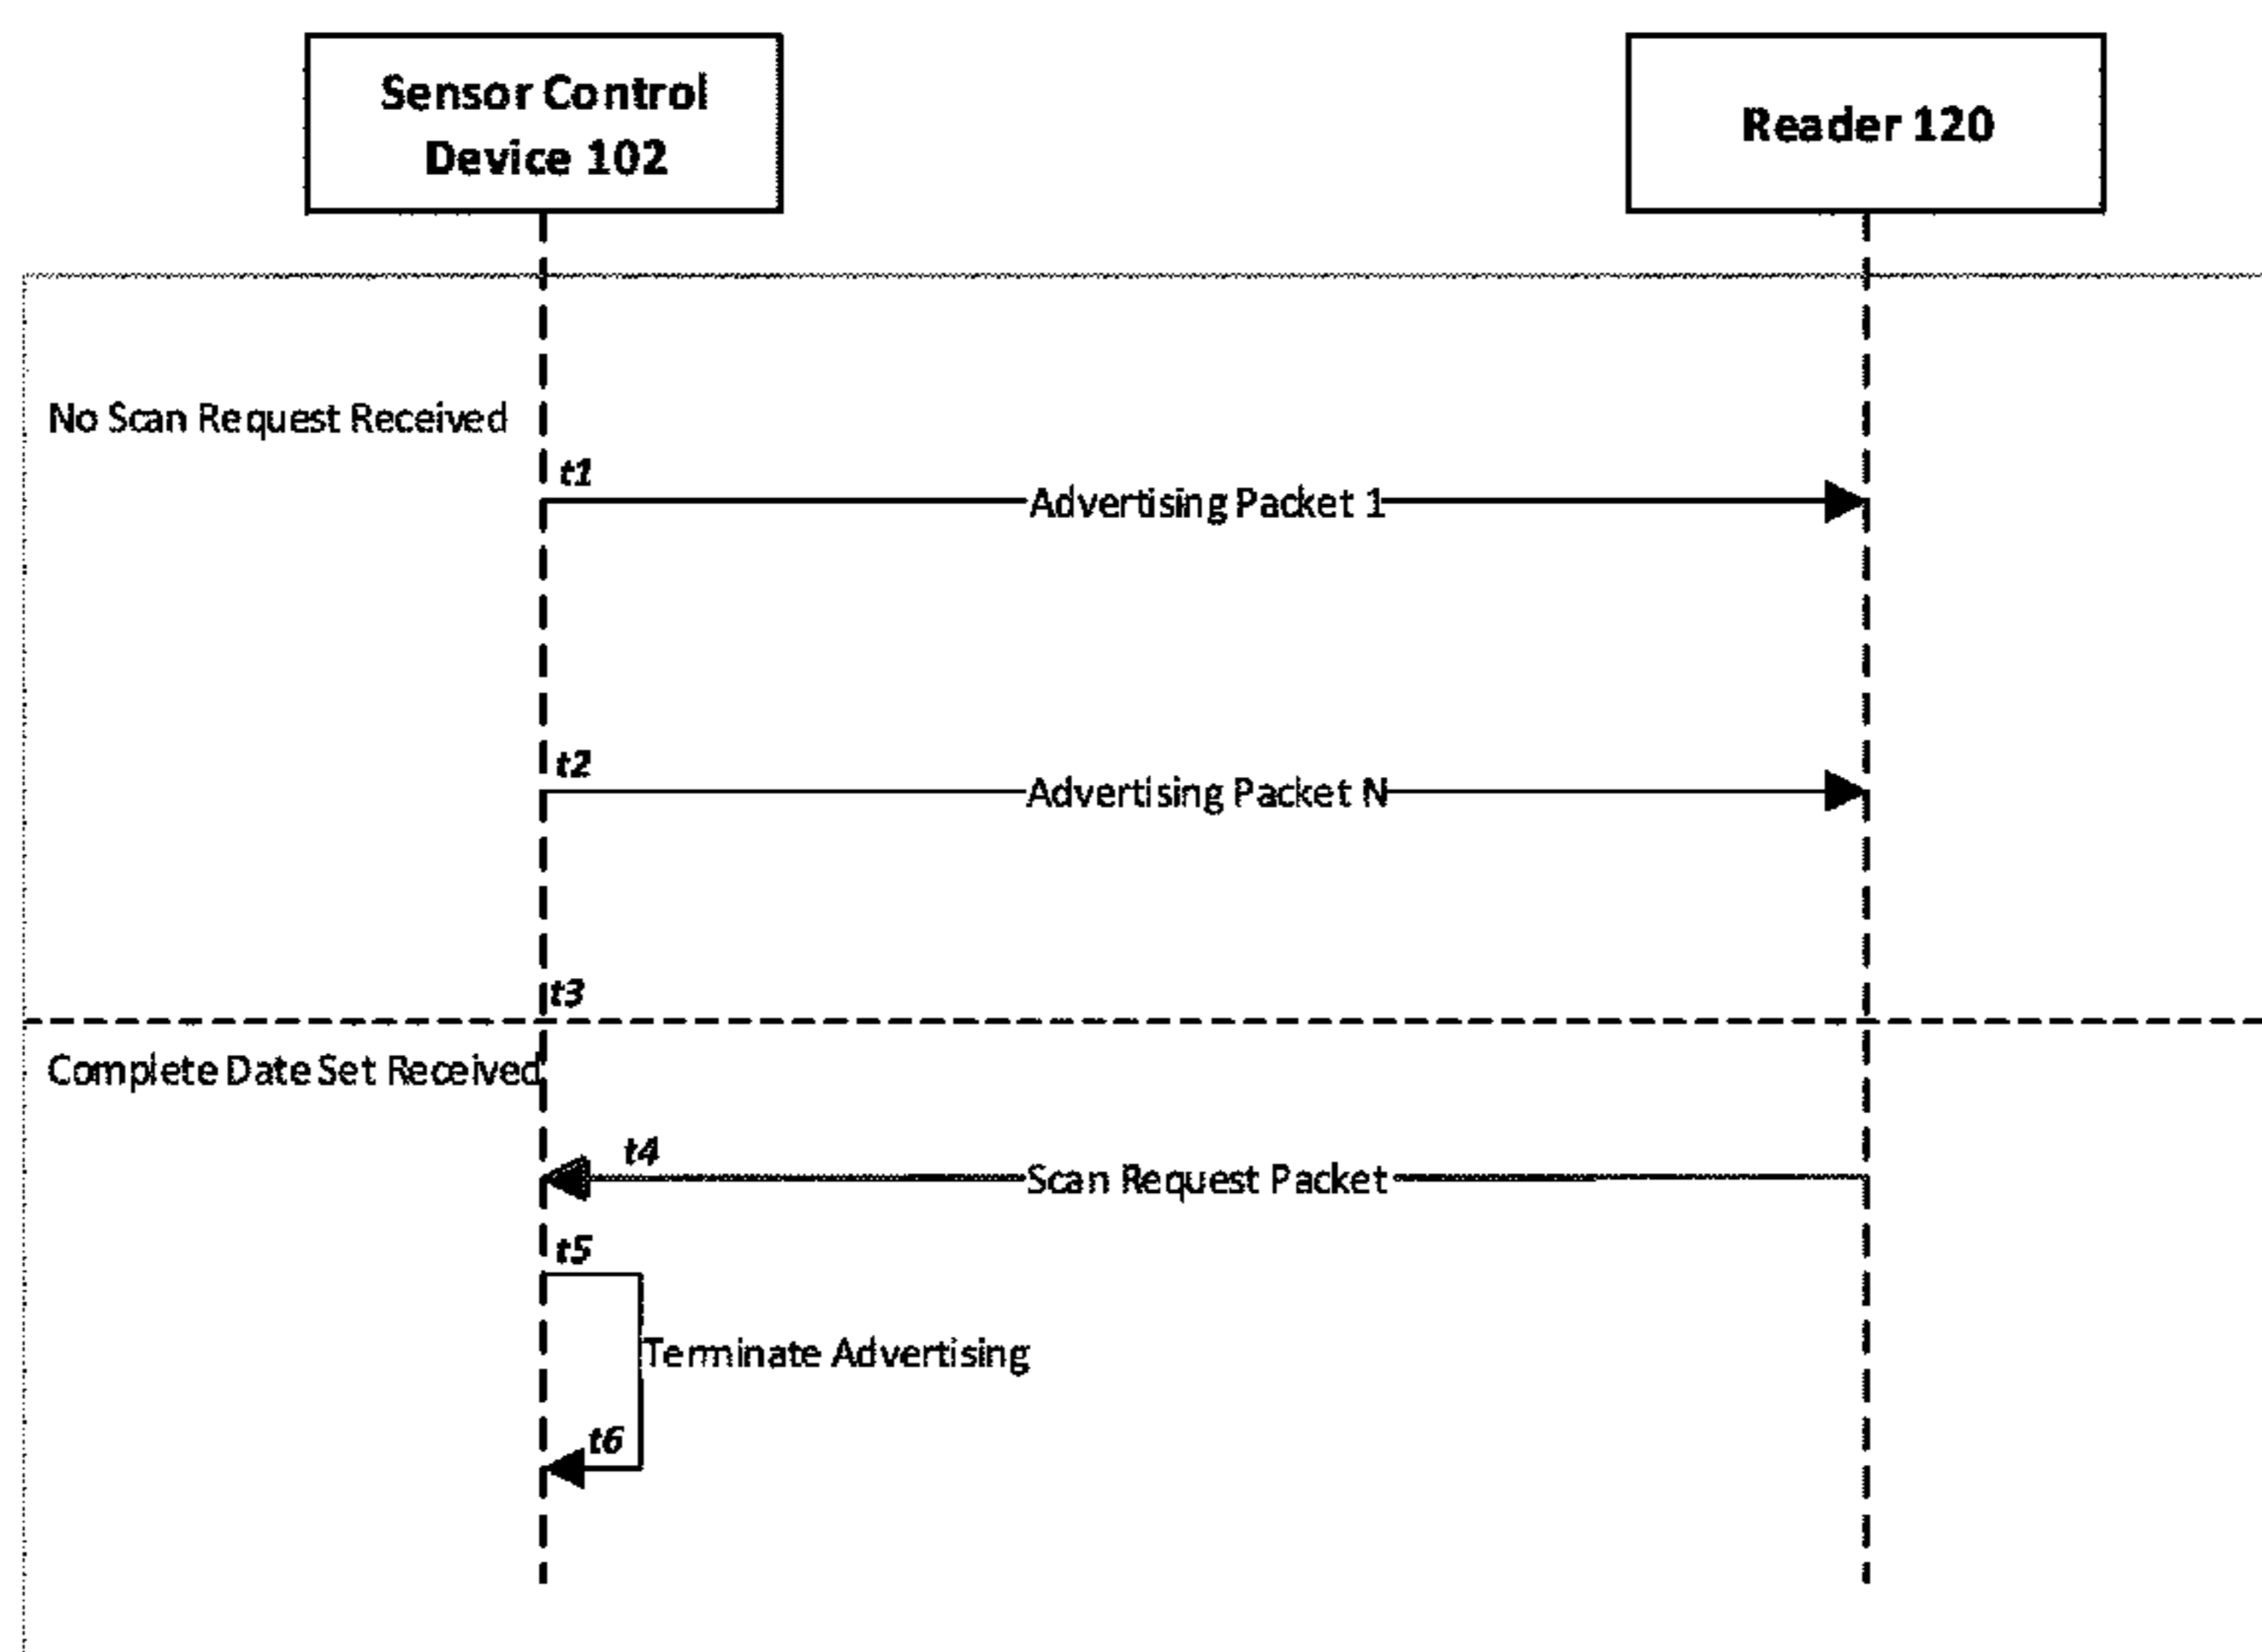 Sensor Control
Device 102
Reader 120
No Scan Request Received
t1
Advertising Packet 1
t2
Advertising Packet N
t3
Complete Date Set Received
t4
Scan Request Packet
t5
Terminate Advertising
t6